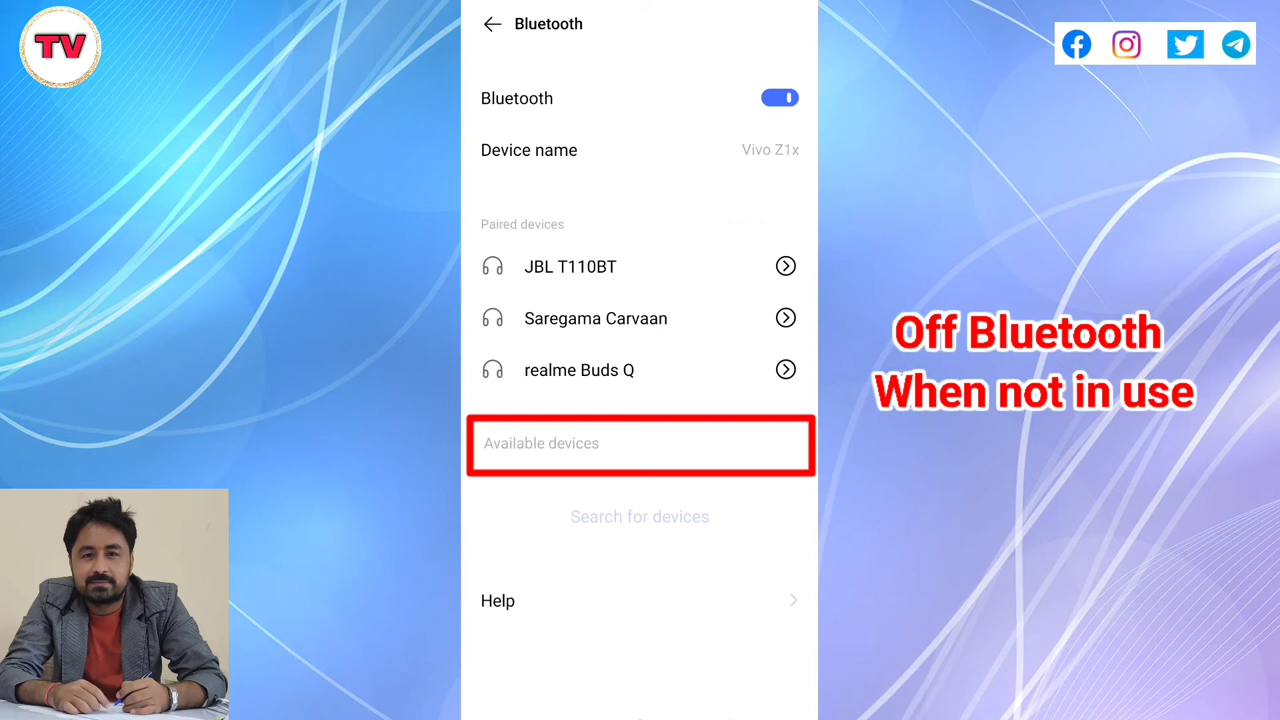 TV
Bluetooth
Bluetooth
Device name Vivo Z1x
Paired devices
JBL T110BT
Saregama Carvaan
realme Buds Q
Available devices
Search for devices
Help
Off Bluetooth
When not in use